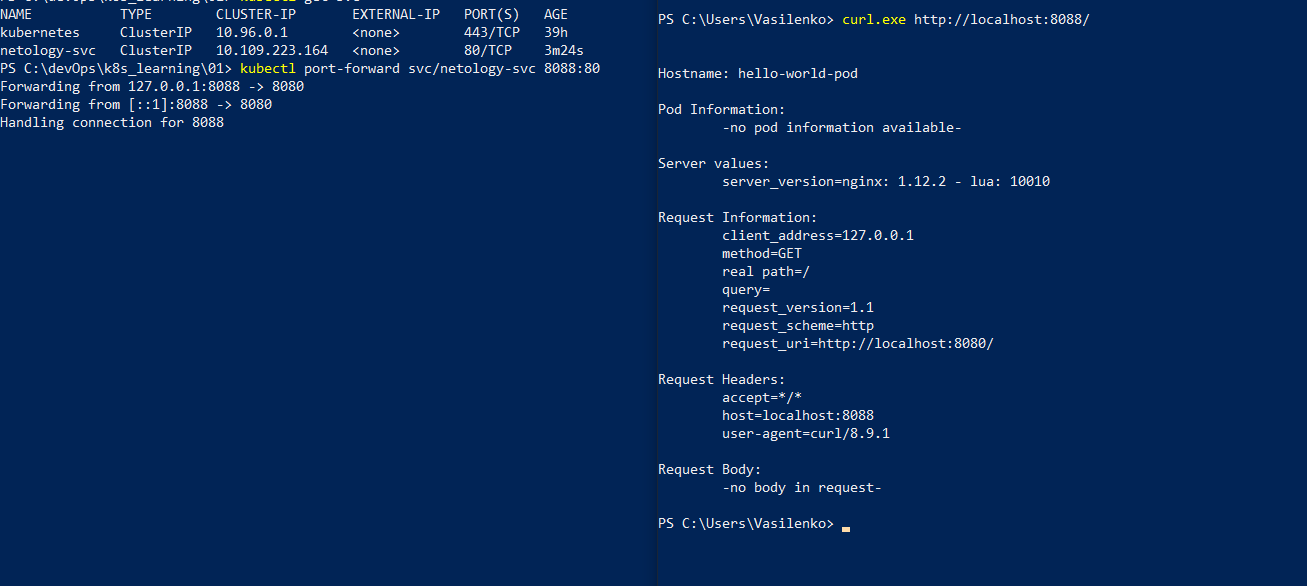 NAME TYPE CLUSTER-IP EXTERNAL-IP PORT(S) AGE
kubernetes ClusterIP 10.96.0.1 <none> 443/TCP 39h
netology-svc ClusterIP 10.109.223.164 <none> 80/TCP 3m24s
PS C:\devOps\k8s_learning\01> kubectl port-forward svc/netology-svc 8088:80
Forwarding from 127.0.0.1:8088 -> 8080
Forwarding from [::1]:8088 -> 8080
Handling connection for 8088
PS C:\Users\Vasilenko> curl.exe http://localhost:8088/
Hostname: hello-world-pod
Pod Information:
-no pod information available-
Server values:
server_version=nginx: 1.12.2 - lua: 10010
Request Information:
client_address=127.0.0.1
method=GET
real path=/
query=
request_version=1.1
request_scheme=http
request_uri=http://localhost:8080/
Request Headers:
accept=*/*
host=localhost:8088
user-agent=curl/8.9.1
Request Body:
-no body in request-
PS C:\Users\Vasilenko>